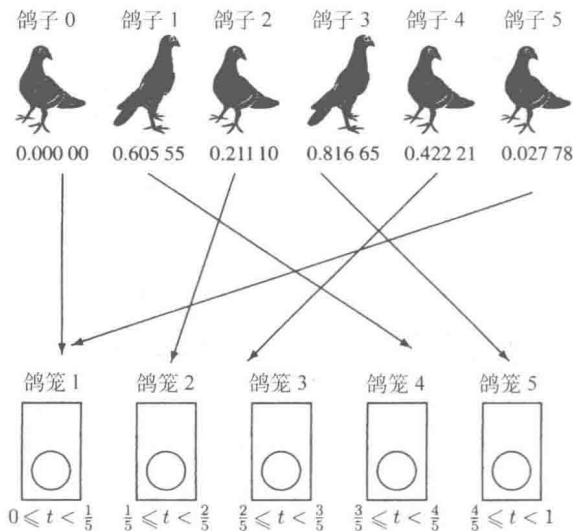 鸽子 0 鸽子 1 鸽子 2 鸽子 3 鸽子 4 鸽子 5
0.000 00 0.605 55 0.211 10 0.816 65 0.422 21 0.027 78
鸽笼 1 鸽笼 2 鸽笼 3 鸽笼 4 鸽笼 5
0 ⩽ t < 1/5 1/5 ⩽ t < 2/5 2/5 ⩽ t < 3/5 3/5 ⩽ t < 4/5 4/5 ⩽ t < 1